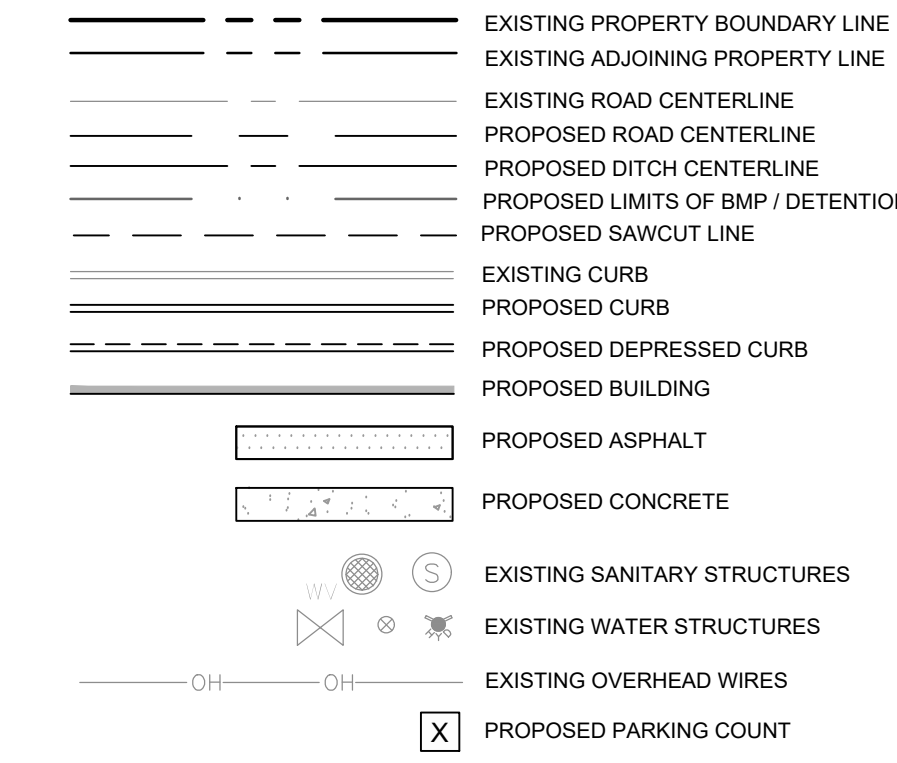 EXISTING PROPERTY BOUNDARY LINE
EXISTING ADJOINING PROPERTY LINE
EXISTING ROAD CENTERLINE
PROPOSED ROAD CENTERLINE
PROPOSED DITCH CENTERLINE
PROPOSED LIMITS OF BMP / DETENTION
PROPOSED SAWCUT LINE
EXISTING CURB
PROPOSED CURB
PROPOSED DEPRESSED CURB
PROPOSED BUILDING
PROPOSED ASPHALT
PROPOSED CONCRETE
S EXISTING SANITARY STRUCTURES
WV
EXISTING WATER STRUCTURES
OH OH EXISTING OVERHEAD WIRES
X PROPOSED PARKING COUNT